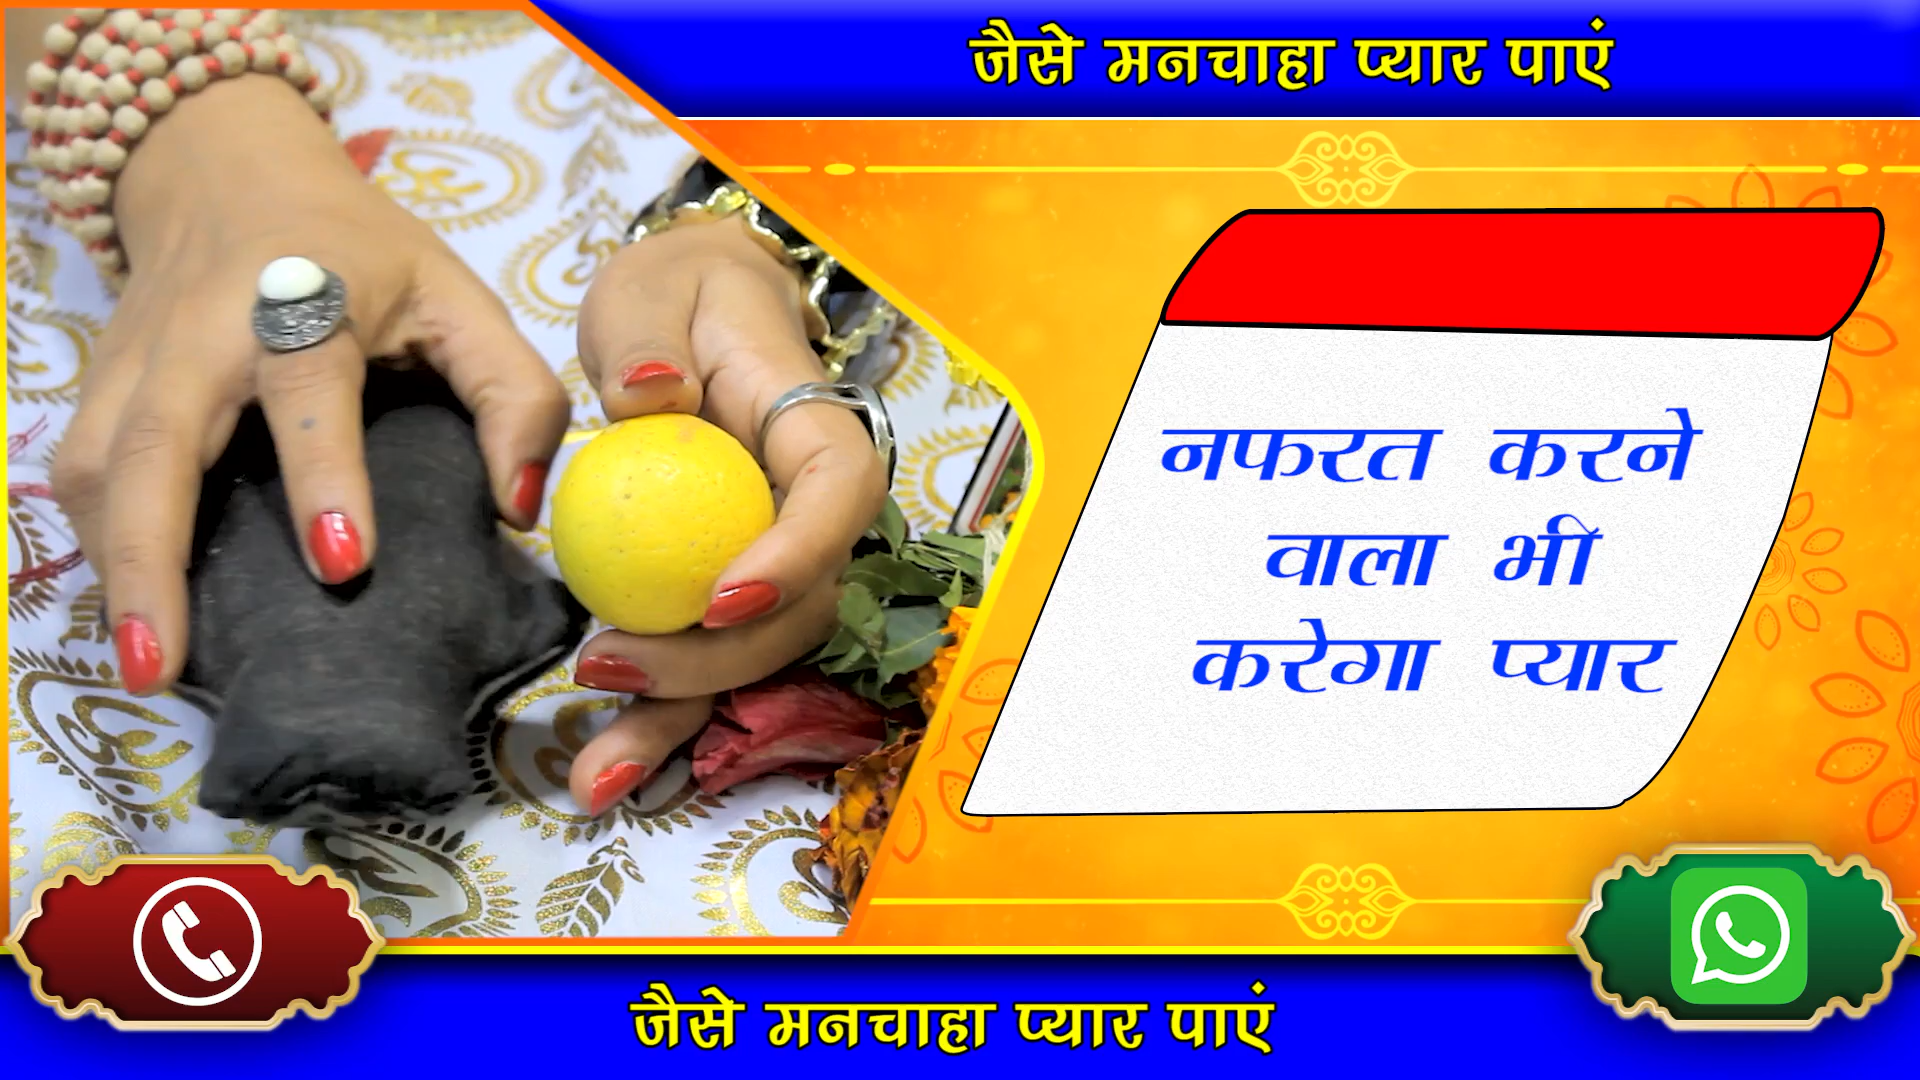 जैसे मनचाहा प्यार पाएं
नफरत करने
वाला भी
करेगा प्यार
जैसे मनचाहा प्यार पाएं